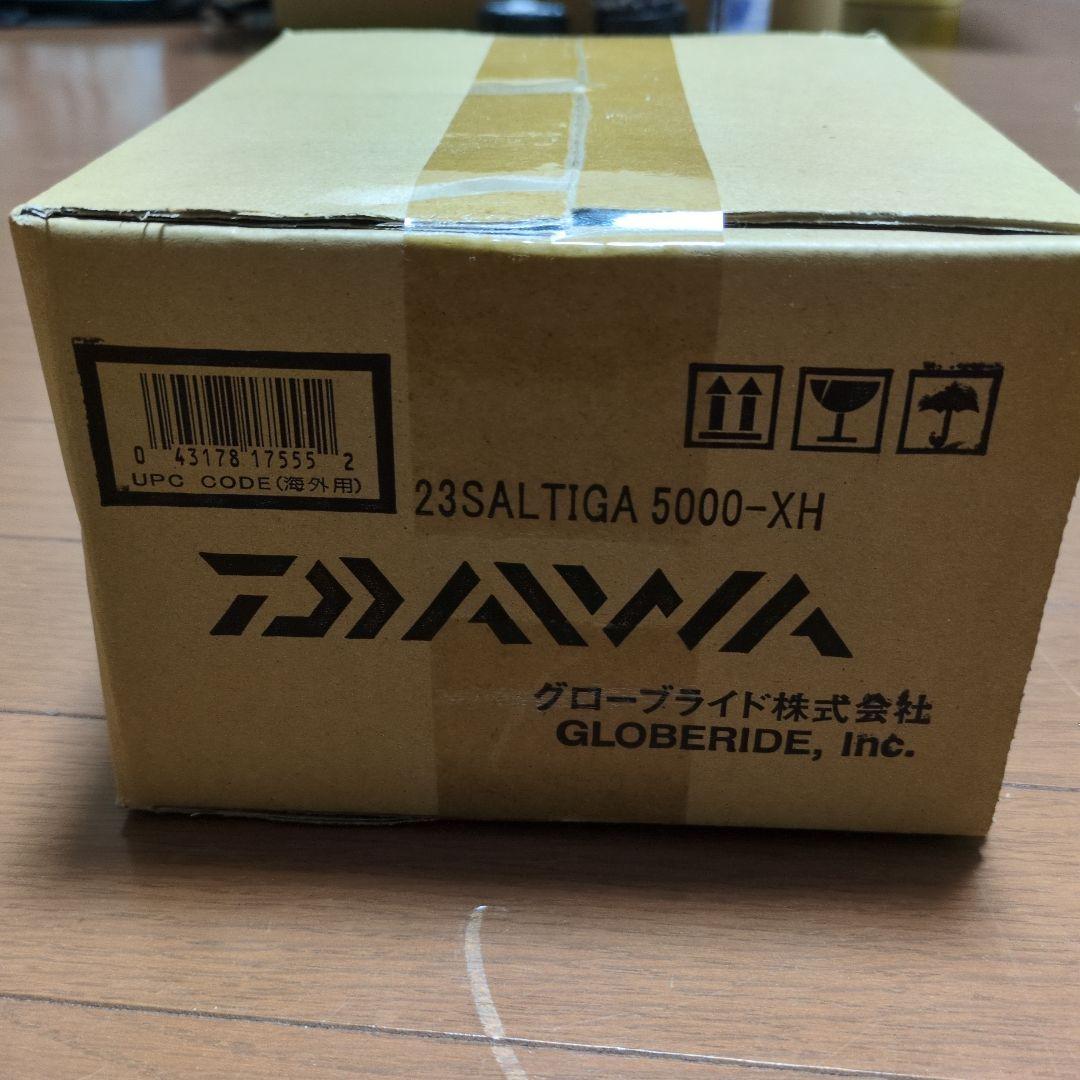 0 43178 17555 2
UPC CODE(海外用)
23SALTIGA 5000-XH
DAIWA
グローブライド株式会社
GLOBERIDE, Inc.